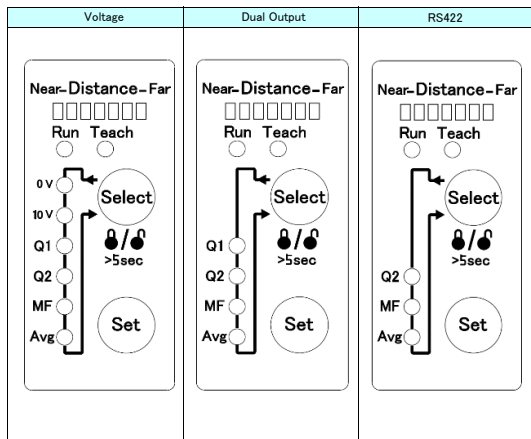 Voltage
Near-Distance-Far
Run Teach
0 V
10 V
Q1
Q2
MF
Avg
Select
/
>5sec
Set
Dual Output
Near-Distance-Far
Run Teach
Q1
Q2
MF
Avg
Select
/
>5sec
Set
RS422
Near-Distance-Far
Run Teach
Q2
MF
Avg
Select
/
>5sec
Set